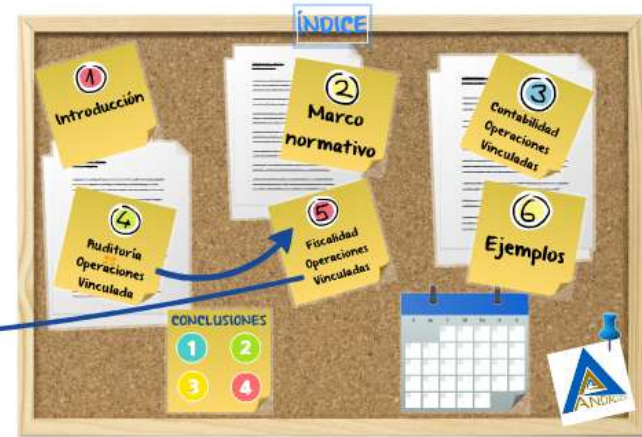 ÍNDICE
1
Introducción
2
Marco
normativo
3
Contabilidad
Operaciones
Vinculadas
4
Auditoría
Operaciones
Vinculada
5
Fiscalidad
Operaciones
Vinculadas
6
Ejemplos
CONCLUSIONES
1 2
3 4